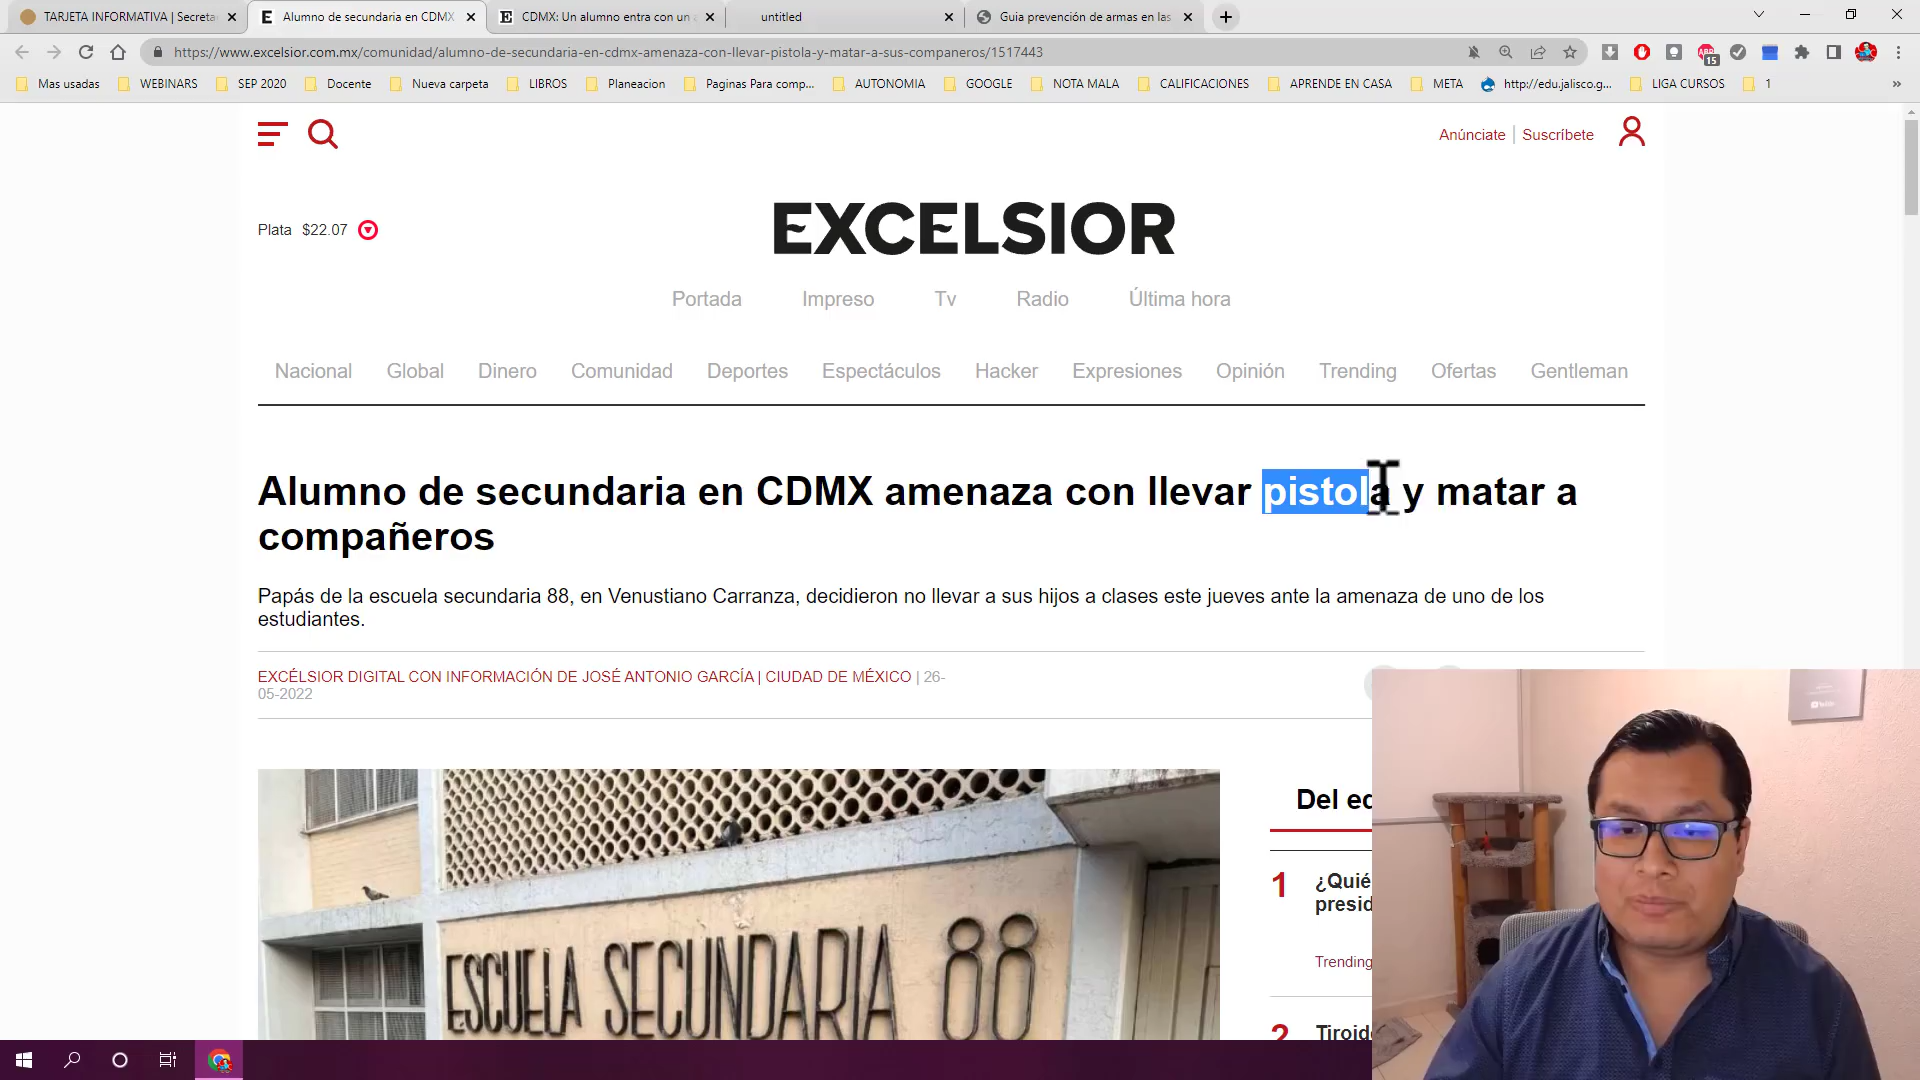 TARJETA INFORMATIVA | Secreta
Alumno de secundaria en CDMX
CDMX: Un alumno entra con un
untitled
Guía prevención de armas en las
https://www.excelsior.com.mx/comunidad/alumno-de-secundaria-en-cdmx-amenaza-con-llevar-pistola-y-matar-a-sus-companeros/1517443
15
Mas usadas
WEBINARS
SEP 2020
Docente
Nueva carpeta
LIBROS
Planeacion
Paginas Para comp...
AUTONOMIA
GOOGLE
NOTA MALA
CALIFICACIONES
APRENDE EN CASA
META
http://edu.jalisco.g...
LIGA CURSOS
1
Anúnciate | Suscríbete
Plata $22.07
EXCELSIOR
Portada
Impreso
Tv
Radio
Última hora
Nacional
Global
Dinero
Comunidad
Deportes
Espectáculos
Hacker
Expresiones
Opinión
Trending
Ofertas
Gentleman
Alumno de secundaria en CDMX amenaza con llevar pistola y matar a
compañeros
Papás de la escuela secundaria 88, en Venustiano Carranza, decidieron no llevar a sus hijos a clases este jueves ante la amenaza de uno de los
estudiantes.
EXCÉLSIOR DIGITAL CON INFORMACIÓN DE JOSÉ ANTONIO GARCÍA | CIUDAD DE MÉXICO | 26-
05-2022
ESCUELA SECUNDARIA 88
Del ed
1
¿Quié
presid
Trending
2
Tiroid
YouTube